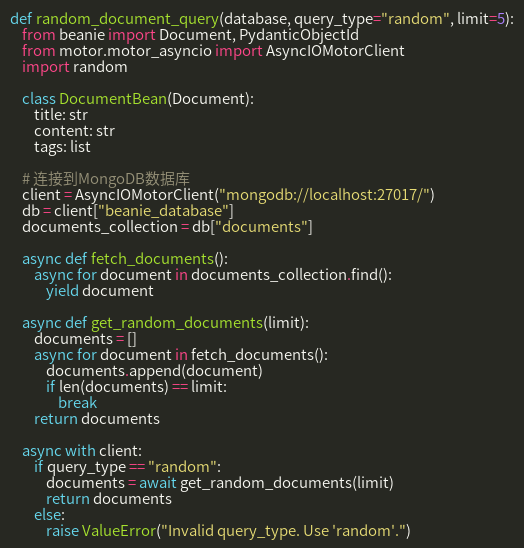 def random_document_query(database, query_type="random", limit=5):
    from beanie import Document, PydanticObjectId
    from motor.motor_asyncio import AsyncIOMotorClient
    import random

    class DocumentBean(Document):
        title: str
        content: str
        tags: list

    # 连接到MongoDB数据库
    client = AsyncIOMotorClient("mongodb://localhost:27017/")
    db = client["beanie_database"]
    documents_collection = db["documents"]

    async def fetch_documents():
        async for document in documents_collection.find():
            yield document

    async def get_random_documents(limit):
        documents = []
        async for document in fetch_documents():
            documents.append(document)
            if len(documents) == limit:
                break
        return documents

    async with client:
        if query_type == "random":
            documents = await get_random_documents(limit)
            return documents
        else:
            raise ValueError("Invalid query_type. Use 'random'.")